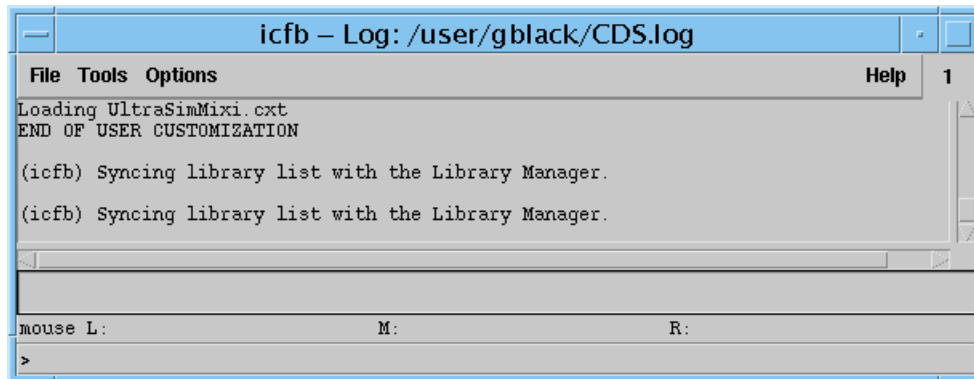 icfb – Log: /user/gblack/CDS.log
File Tools Options Help 1
Loading UltraSimMixi.cxt
END OF USER CUSTOMIZATION
(icfb) Syncing library list with the Library Manager.
(icfb) Syncing library list with the Library Manager.
mouse L: M: R:
>